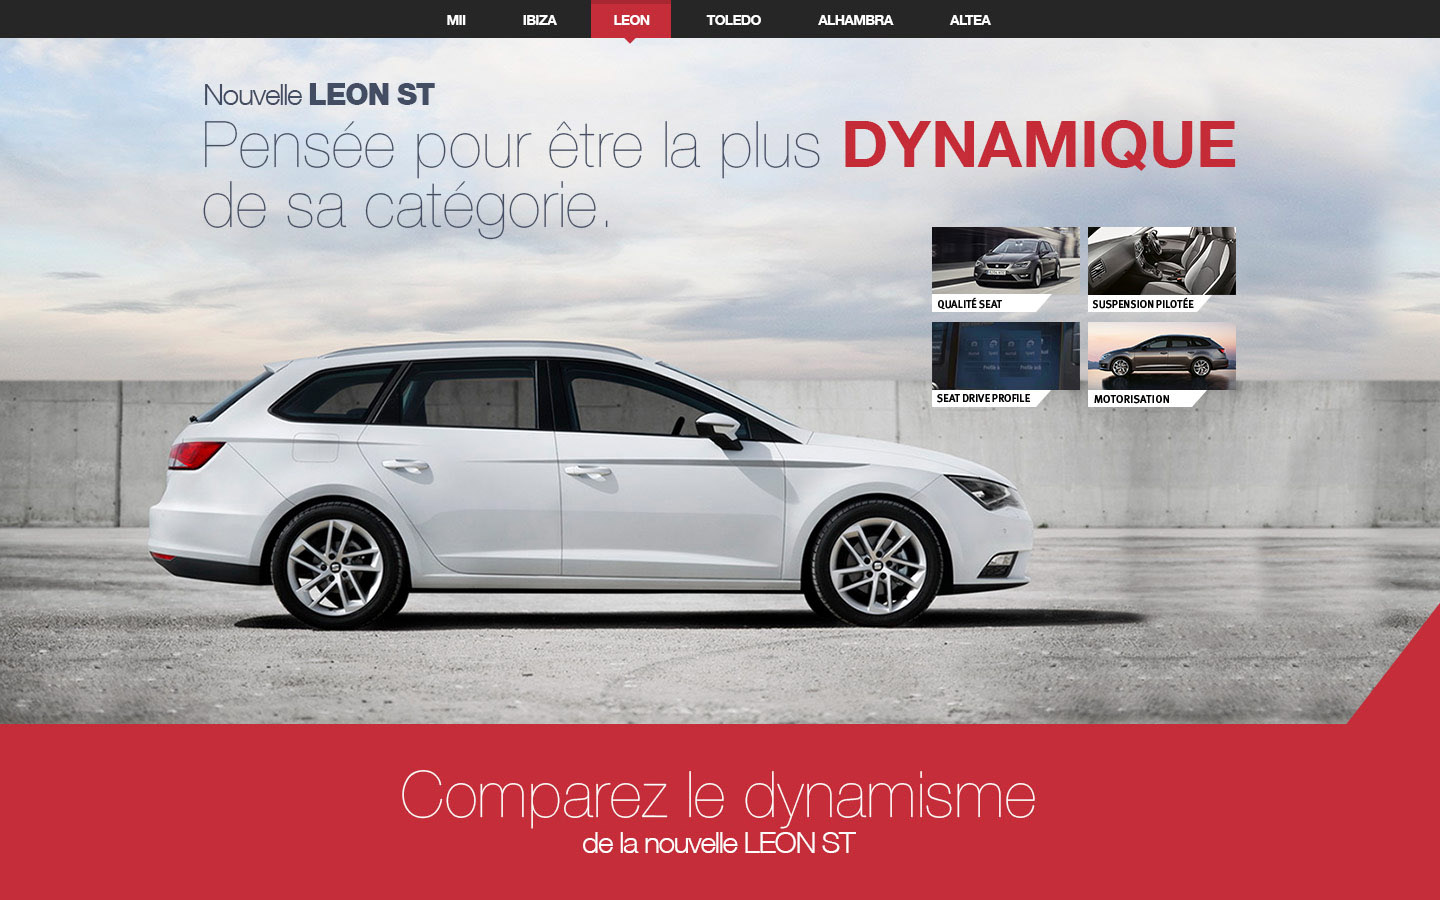 MII
IBIZA
LEON
TOLEDO
ALHAMBRA
ALTEA
Nouvelle LEON ST
Pensée pour être la plus DYNAMIQUE
de sa catégorie.
QUALITÉ SEAT
SUSPENSION PILOTÉE
SEAT DRIVE PROFILE
MOTORISATION
Comparez le dynamisme
de la nouvelle LEON ST